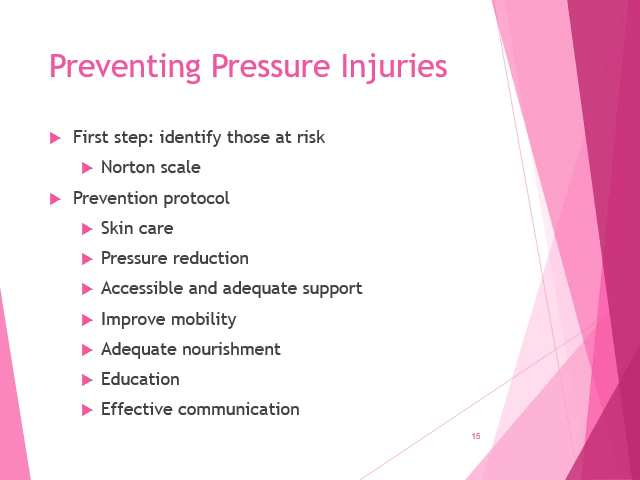 Preventing Pressure Injuries
First step: identify those at risk
Norton scale
Prevention protocol
Skin care
Pressure reduction
Accessible and adequate support
Improve mobility
Adequate nourishment
Education
Effective communication
15